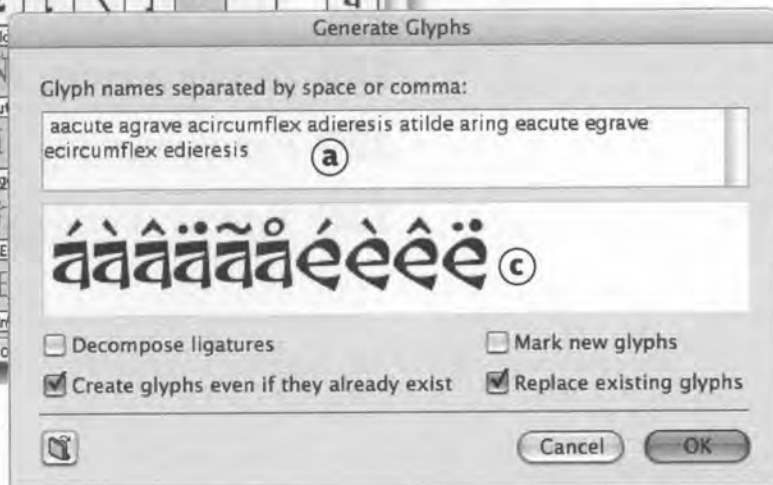 Generate Glyphs
Glyph names separated by space or comma:
aacute agrave acircumflex adieresis atilde aring eacute egrave
ecircumflex edieresis
a
áàâäãåéèêë
c
Decompose ligatures
Mark new glyphs
Create glyphs even if they already exist
Replace existing glyphs
Cancel
OK